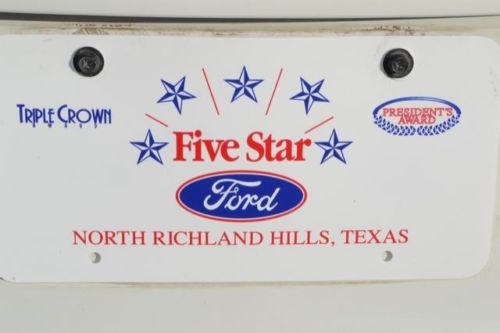 TRIPLE CROWN
PRESIDENT'S
AWARD
Five Star
Ford
NORTH RICHLAND HILLS, TEXAS